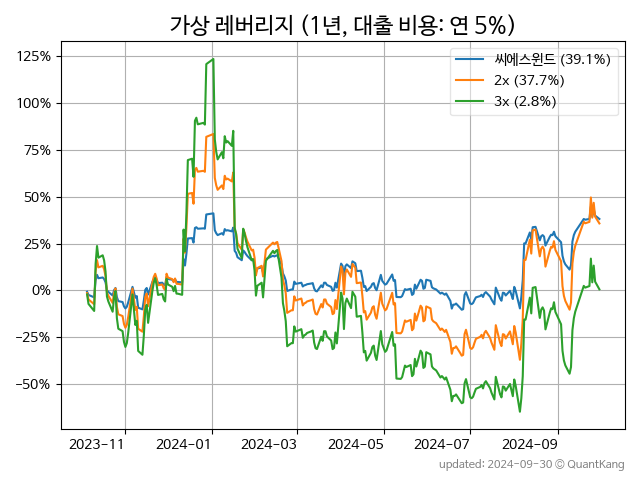 가상 레버리지 (1년, 대출 비용: 연 5%)
씨에스윈드 (39.1%)
2x (37.7%)
3x (2.8%)
125%
100%
75%
50%
25%
0%
−25%
−50%
2023-11
2024-01
2024-03
2024-05
2024-07
2024-09
updated: 2024-09-30 © QuantKang